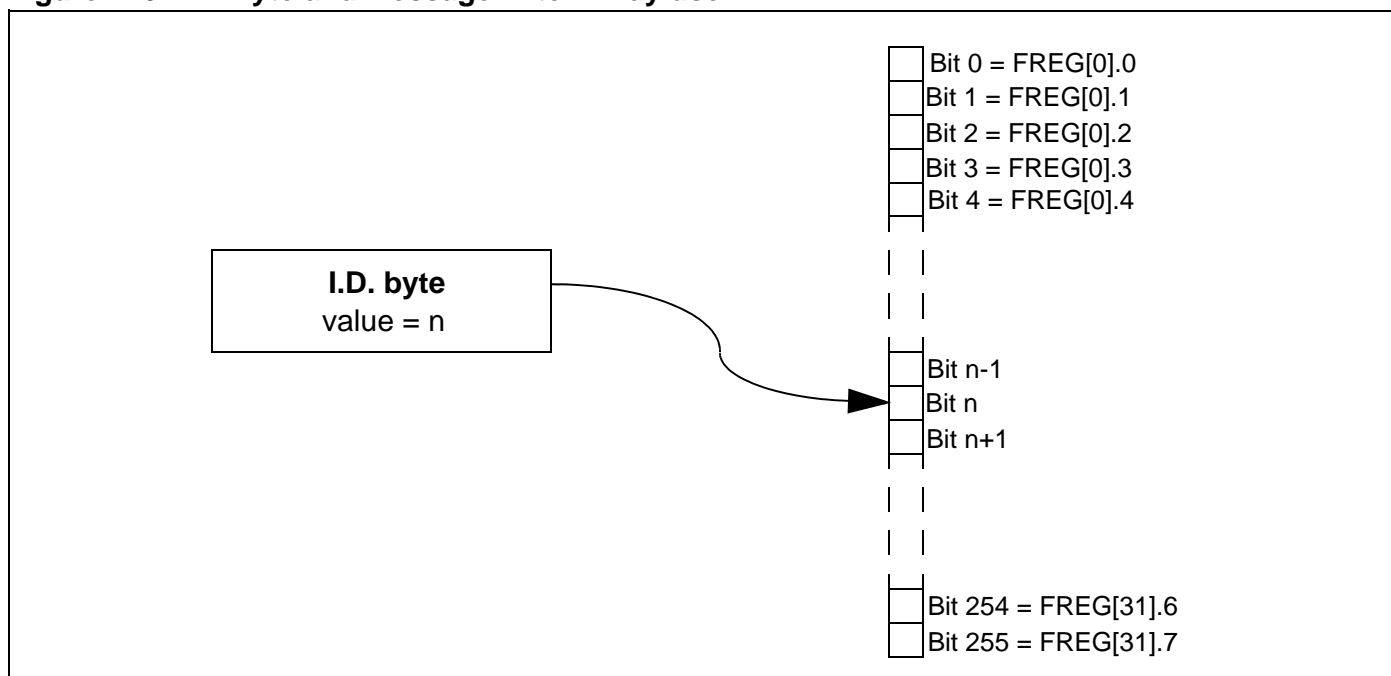 Bit 0 = FREG[0].0
Bit 1 = FREG[0].1
Bit 2 = FREG[0].2
Bit 3 = FREG[0].3
Bit 4 = FREG[0].4
I.D. byte
value = n
Bit n-1
Bit n
Bit n+1
Bit 254 = FREG[31].6
Bit 255 = FREG[31].7